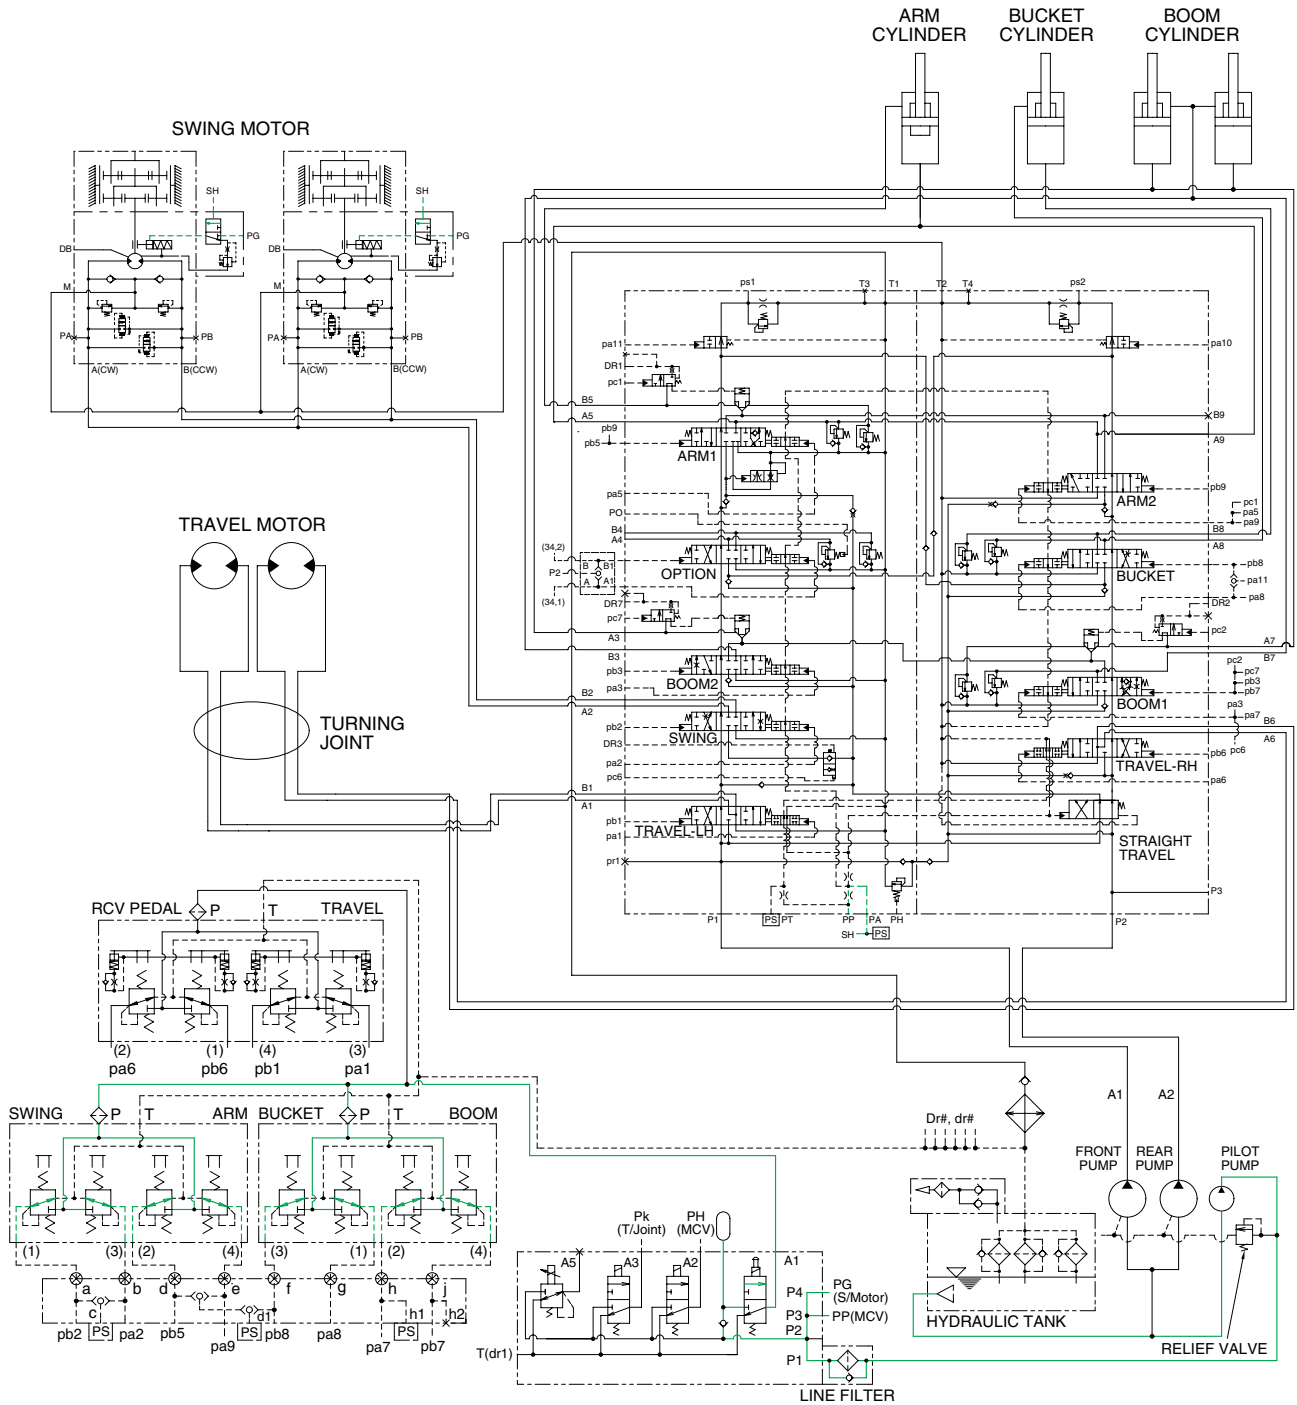 ARM
CYLINDER
BUCKET
CYLINDER
BOOM
CYLINDER
SWING MOTOR
SH
SH
PG
PG
DB
DB
M
M
PA
PB
PA
PB
A(CW)
B(CCW)
A(CW)
B(CCW)
ps1
T3
T1
T2
T4
ps2
pa11
pa10
DR1
pc1
B5
A5
B9
A9
pb9
pb5
ARM1
ARM2
pb9
pc1
pa5
pa9
pa5
PO
B4
A4
B8
A8
(34,2)
P2
B
B1
A
A1
(34,1)
OPTION
BUCKET
pb8
pa11
pa8
DR7
pc7
DR2
pc2
A3
A7
B3
B7
pb3
pa3
BOOM2
BOOM1
pc2
pc7
pb3
pb7
pa3
pa7
pc6
B2
A2
B6
A6
pb2
SWING
DR3
pa2
pc6
TRAVEL-RH
pb6
pa6
B1
A1
pb1
TRAVEL-LH
pa1
STRAIGHT
TRAVEL
pr1
P3
P1
PS
PT
PP
PA
PH
P2
SH
PS
TRAVEL MOTOR
TURNING
JOINT
RCV PEDAL
P
T
TRAVEL
(2)
(1)
(4)
(3)
pa6
pb6
pb1
pa1
SWING
P
T
ARM
BUCKET
P
T
BOOM
(1)
(3)
(2)
(4)
(3)
(1)
(2)
(4)
a
b
d
e
f
g
h
j
c
d1
h1
h2
pb2
PS
pa2
pb5
pa9
PS
pb8
pa8
pa7
PS
pb7
A1
A2
Dr#, dr#
FRONT
PUMP
REAR
PUMP
PILOT
PUMP
HYDRAULIC TANK
RELIEF VALVE
Pk
(T/Joint)
PH
(MCV)
A5
A3
A2
A1
P4
PG
(S/Motor)
P3
PP(MCV)
P2
P1
T(dr1)
LINE FILTER